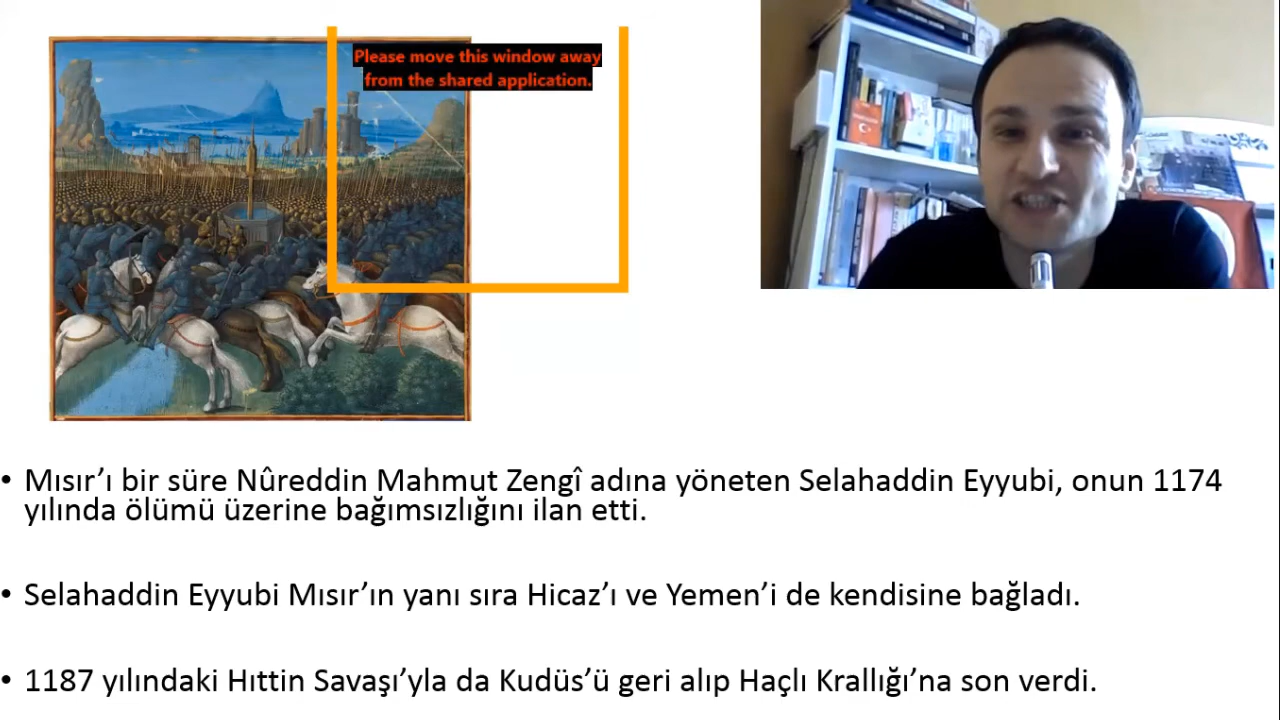 Please move this window away
from the shared application.
• Mısır’ı bir süre Nûreddin Mahmut Zengî adına yöneten Selahaddin Eyyubi, onun 1174
yılında ölümü üzerine bağımsızlığını ilan etti.
• Selahaddin Eyyubi Mısır’ın yanı sıra Hicaz’ı ve Yemen’i de kendisine bağladı.
• 1187 yılındaki Hıttin Savaşı’yla da Kudüs’ü geri alıp Haçlı Krallığı’na son verdi.